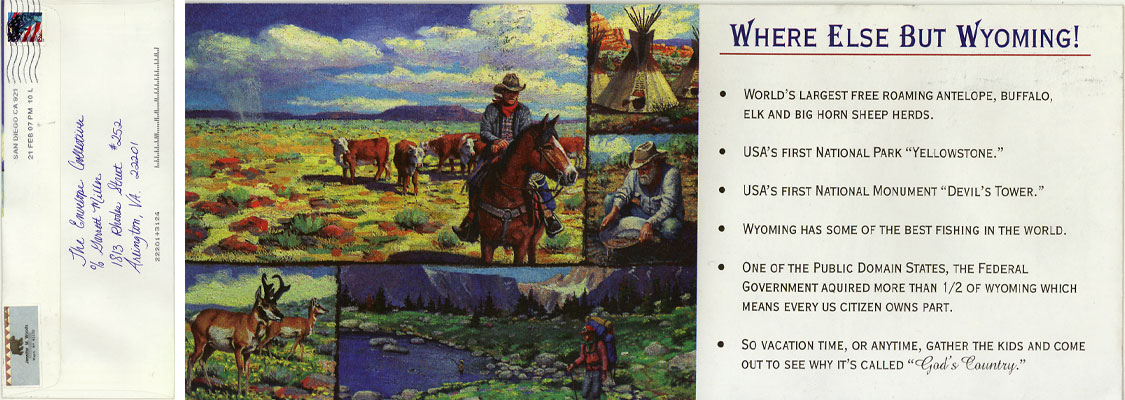 SAN DIEGO CA 921
21 FEB 07 PM 10 L
The Envelope Collective
% Garrett Miller
1813 Rhodes Street #252
Arlington, VA 22201
22201+3124
WHERE ELSE BUT WYOMING!
• WORLD'S LARGEST FREE ROAMING ANTELOPE, BUFFALO,
ELK AND BIG HORN SHEEP HERDS.
• USA'S FIRST NATIONAL PARK "YELLOWSTONE."
• USA'S FIRST NATIONAL MONUMENT "DEVIL'S TOWER."
• WYOMING HAS SOME OF THE BEST FISHING IN THE WORLD.
• ONE OF THE PUBLIC DOMAIN STATES, THE FEDERAL
GOVERNMENT AQUIRED MORE THAN 1/2 OF WYOMING WHICH
MEANS EVERY US CITIZEN OWNS PART.
• SO VACATION TIME, OR ANYTIME, GATHER THE KIDS AND COME
OUT TO SEE WHY IT'S CALLED "God's Country."